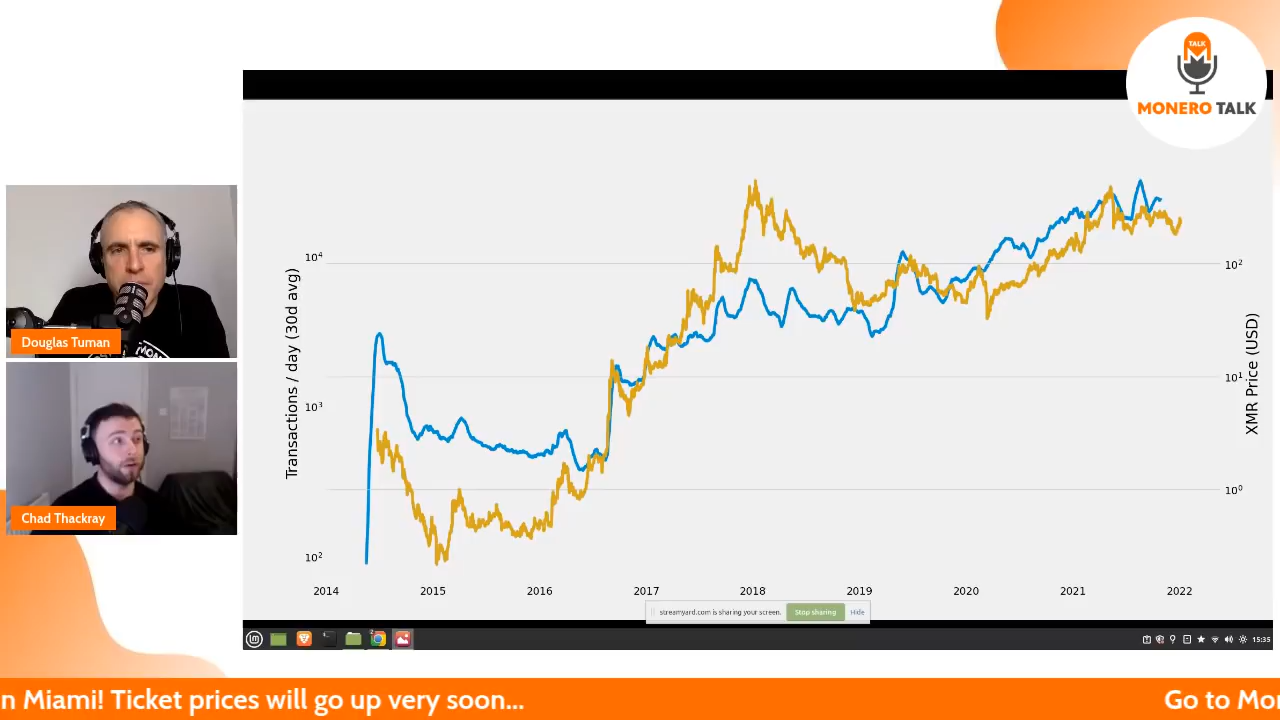 TALK
MONERO TALK
Douglas Tuman
Chad Thackray
Transactions / day (30d avg)
10⁴
10³
10²
XMR Price (USD)
10²
10¹
10⁰
2014 2015 2016 2017 2018 2019 2020 2021 2022
streamyard.com is sharing your screen. Stop sharing Hide
15:35
n Miami! Ticket prices will go up very soon... Go to Mo